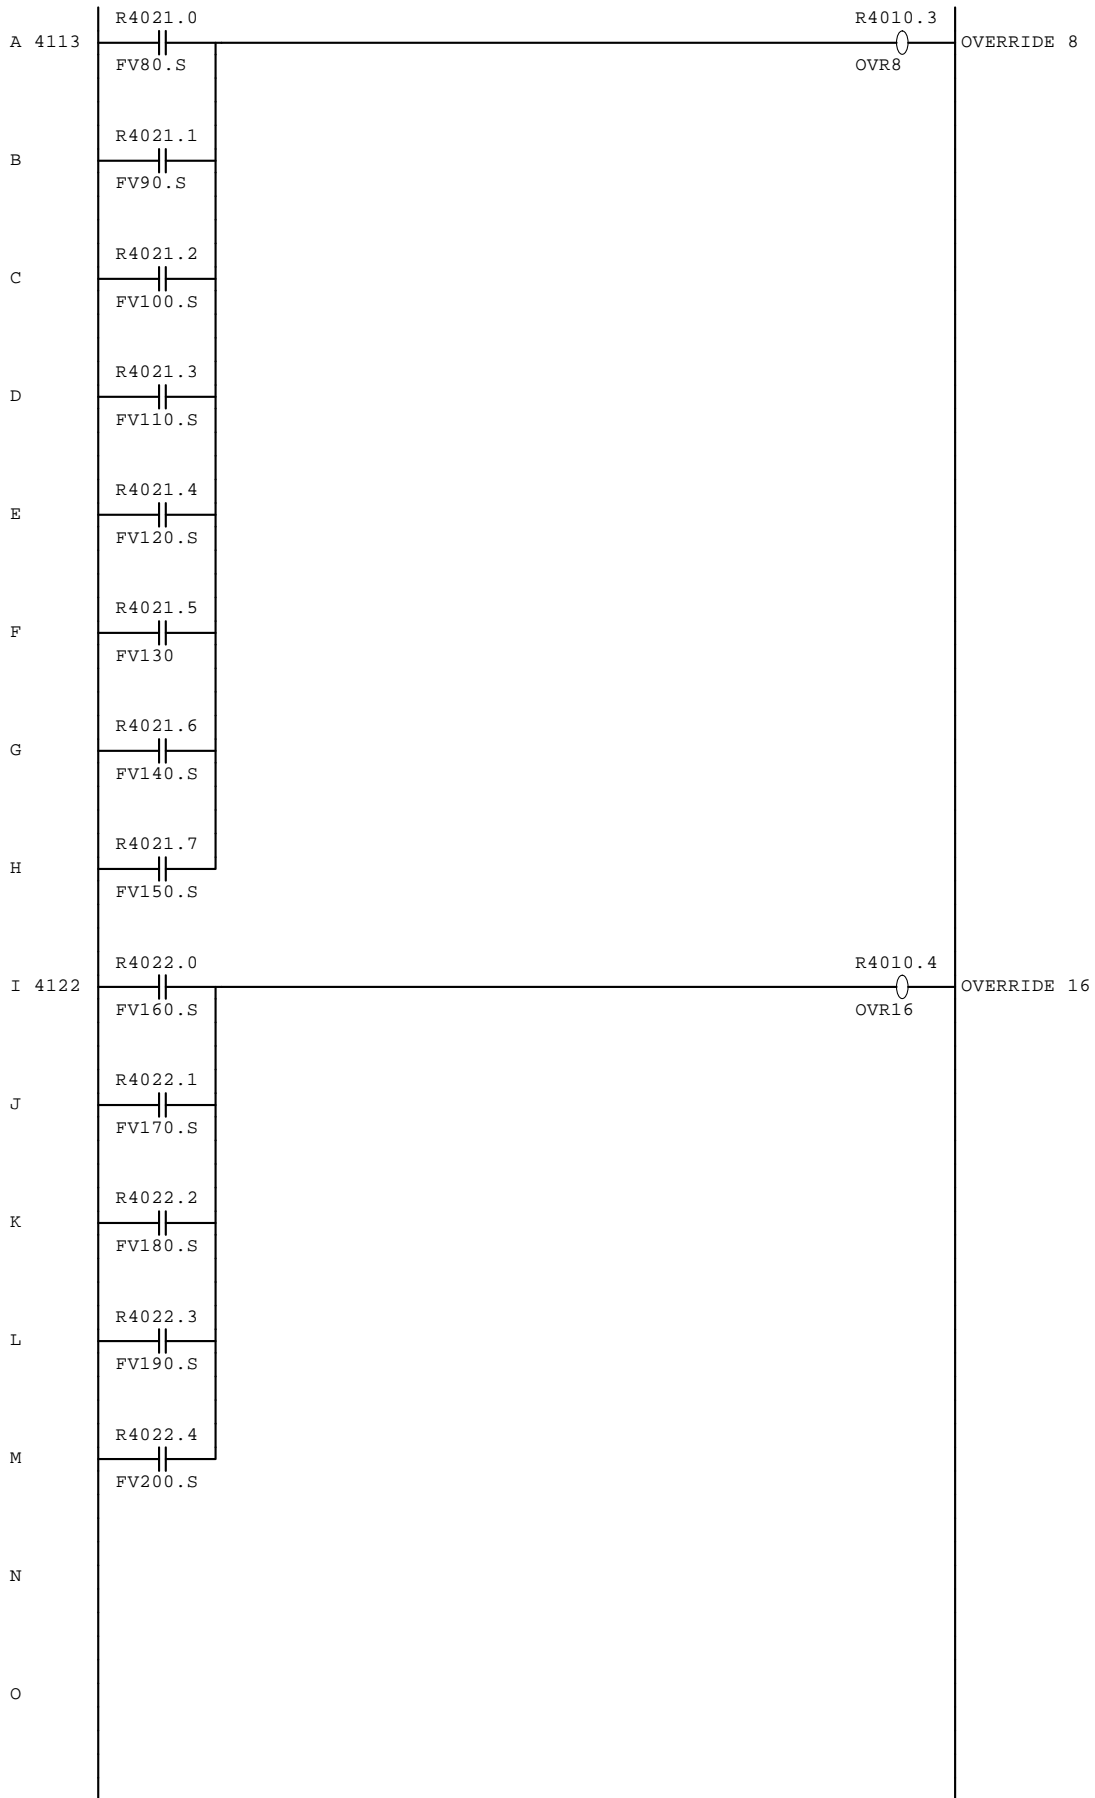 R4021.0 R4010.3
A 4113 OVERRIDE 8
FV80.S OVR8
R4021.1
B
FV90.S
R4021.2
C
FV100.S
R4021.3
D
FV110.S
R4021.4
E
FV120.S
R4021.5
F
FV130
R4021.6
G
FV140.S
R4021.7
H
FV150.S
R4022.0 R4010.4
I 4122 OVERRIDE 16
FV160.S OVR16
R4022.1
J
FV170.S
R4022.2
K
FV180.S
R4022.3
L
FV190.S
R4022.4
M
FV200.S
N
O